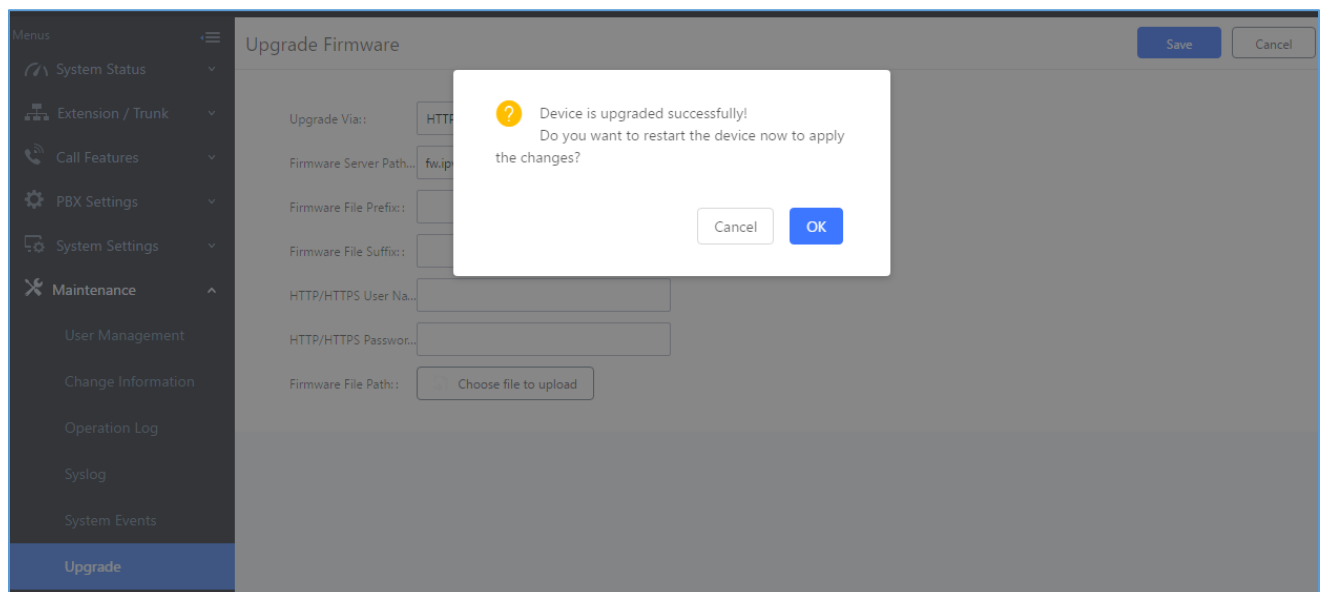 Menus
System Status
Extension / Trunk
Call Features
PBX Settings
System Settings
Maintenance
User Management
Change Information
Operation Log
Syslog
System Events
Upgrade
Upgrade Firmware
Save
Cancel
Upgrade Via::
HTTP
Firmware Server Path...
fw.ip
Firmware File Prefix::
Firmware File Suffix::
HTTP/HTTPS User Na...
HTTP/HTTPS Passwor...
Firmware File Path::
Choose file to upload
Device is upgraded successfully!
Do you want to restart the device now to apply
the changes?
Cancel
OK